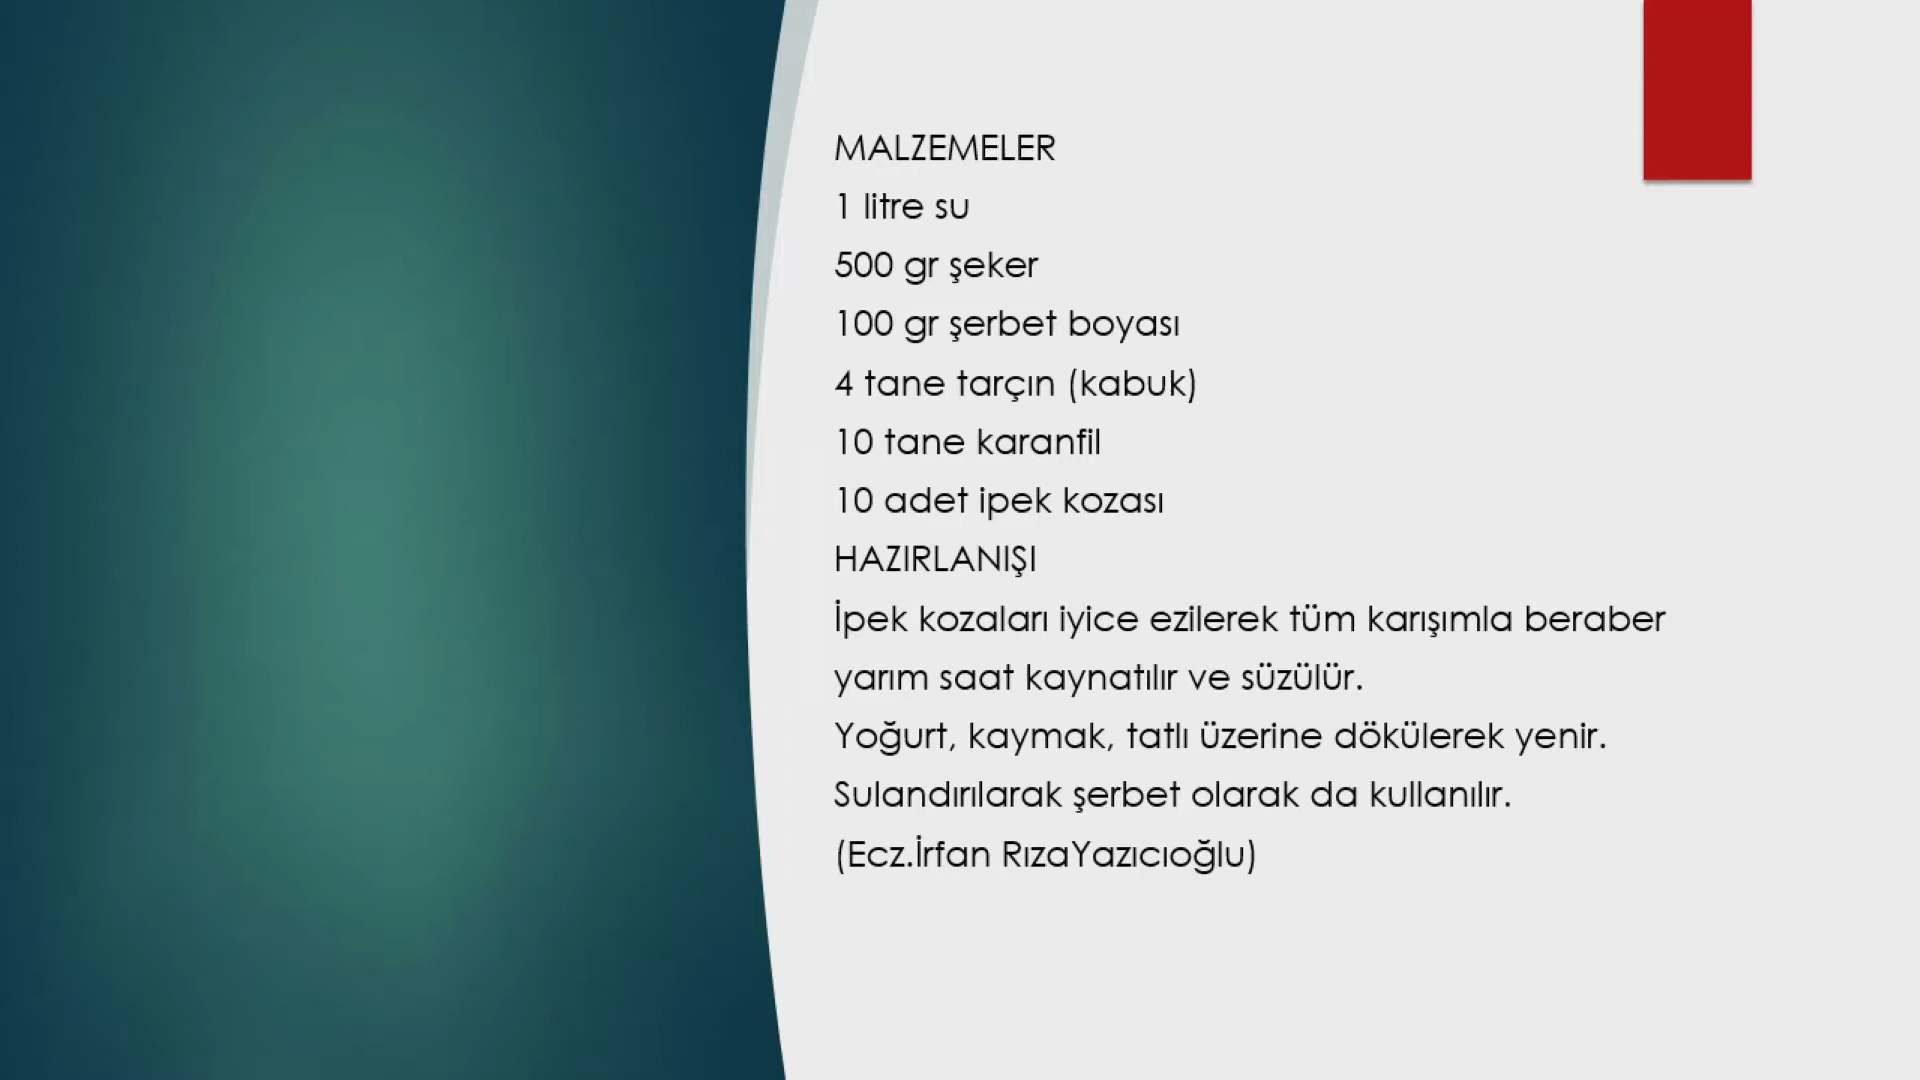 MALZEMELER
1 litre su
500 gr şeker
100 gr şerbet boyası
4 tane tarçın (kabuk)
10 tane karanfil
10 adet ipek kozası
HAZIRLANIŞI
İpek kozaları iyice ezilerek tüm karışımla beraber
yarım saat kaynatılır ve süzülür.
Yoğurt, kaymak, tatlı üzerine dökülerek yenir.
Sulandırılarak şerbet olarak da kullanılır.
(Ecz.İrfan RızaYazıcıoğlu)